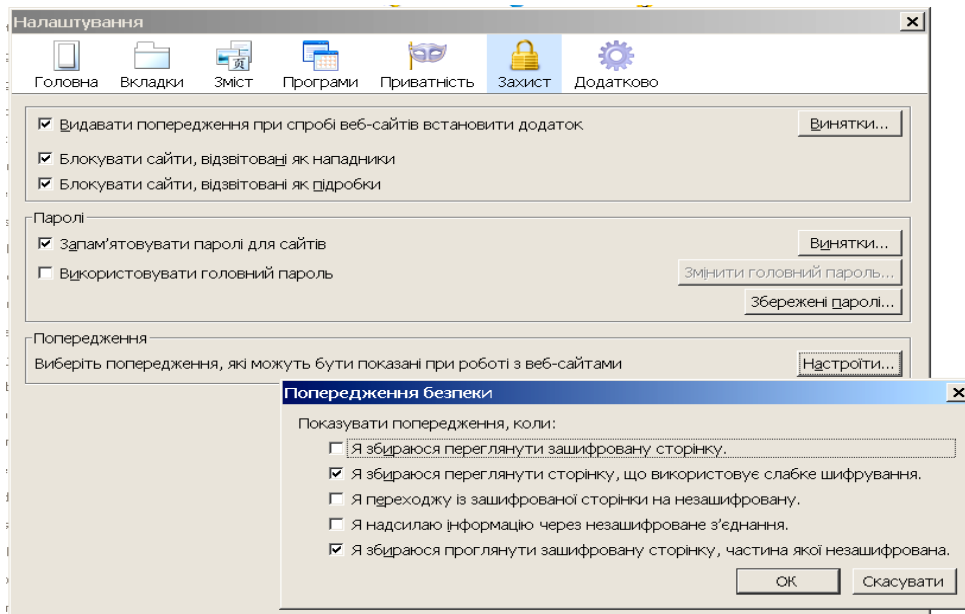 Налаштування
Головна Вкладки Зміст Програми Приватність Захист Додатково
Видавати попередження при спробі веб-сайтів встановити додаток Винятки...
Блокувати сайти, відзвітовані як нападники
Блокувати сайти, відзвітовані як підробки
Паролі
Запам'ятовувати паролі для сайтів Винятки...
Використовувати головний пароль Змінити головний пароль...
Збережені паролі...
Попередження
Виберіть попередження, які можуть бути показані при роботі з веб-сайтами Настроїти...
Попередження безпеки
Показувати попередження, коли:
Я збираюся переглянути зашифровану сторінку.
Я збираюся переглянути сторінку, що використовує слабке шифрування.
Я переходжу із зашифрованої сторінки на незашифровану.
Я надсилаю інформацію через незашифроване з'єднання.
Я збираюся проглянути зашифровану сторінку, частина якої незашифрована.
OK Скасувати